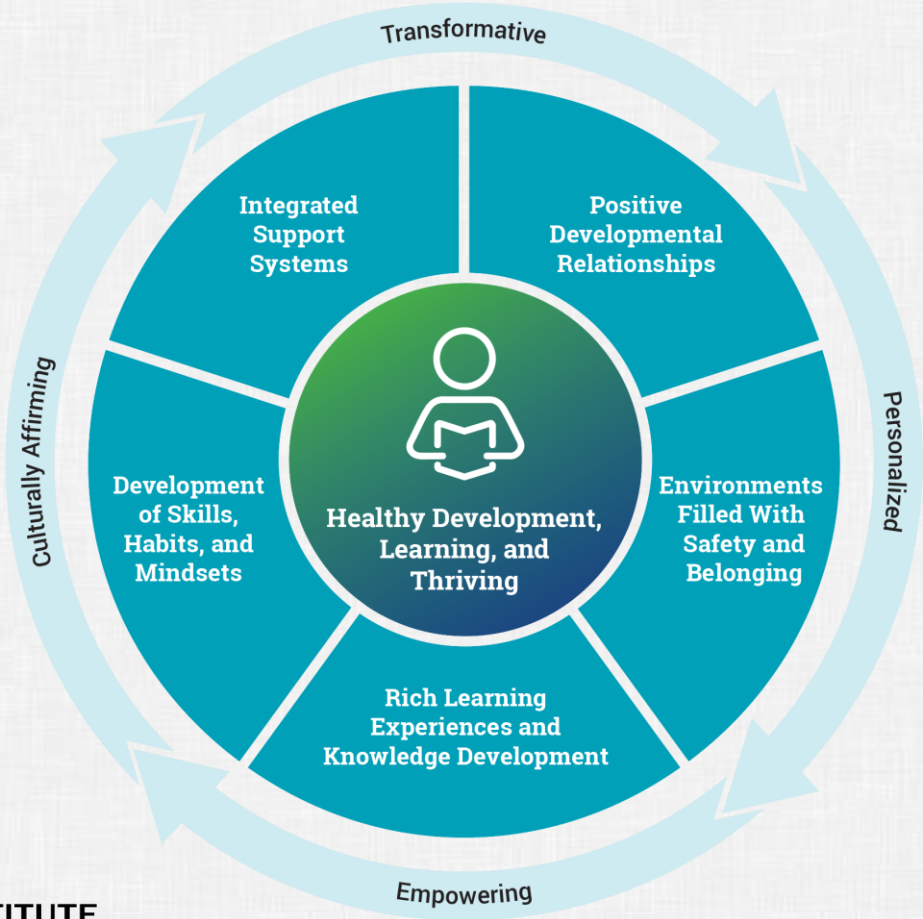 Transformative
Integrated
Support
Systems
Positive
Developmental
Relationships
Culturally Affirming
Personalized
Development
of Skills,
Habits, and
Mindsets
Healthy Development,
Learning, and
Thriving
Environments
Filled With
Safety and
Belonging
Rich Learning
Experiences and
Knowledge Development
Empowering